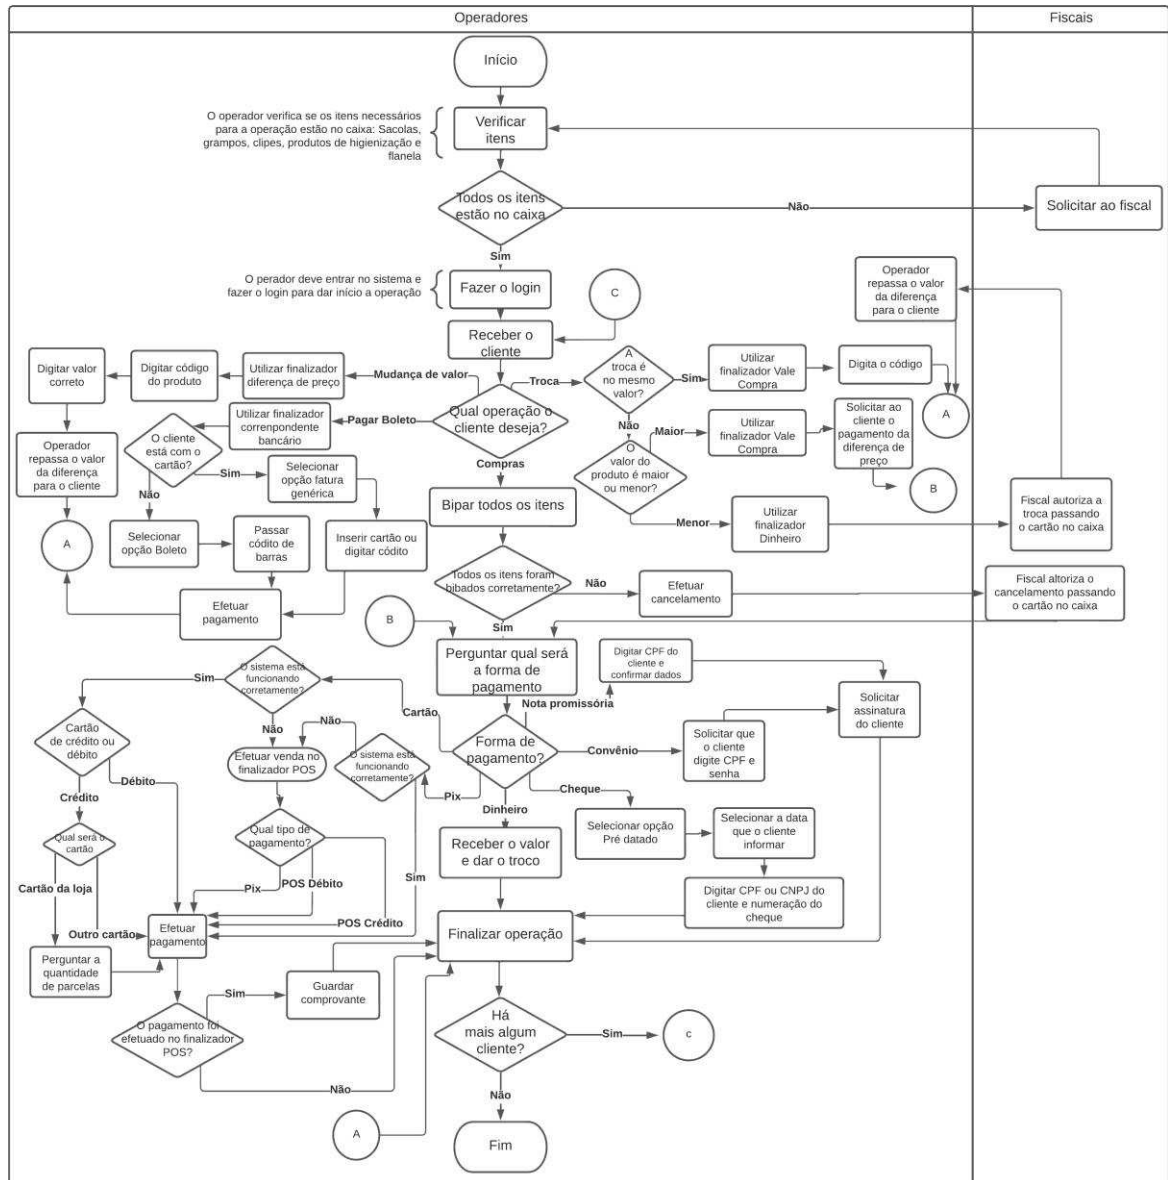 Operadores
Fiscais
Início
O operador verifica se os itens necessários
para a operação estão no caixa: Sacolas,
grampos, clipes, produtos de higienização e
flanela
Verificar
itens
Todos os itens
estão no caixa
Não
Solicitar ao fiscal
Sim
O perador deve entrar no sistema e
fazer o login para dar início a operação
Fazer o login
C
Operador
repassa o valor
da diferença
para o cliente
Receber o
cliente
Digitar valor
correto
Digitar código
do produto
Utilizar finalizador
diferença de preço
Mudança de valor
Troca
A
troca é
no mesmo
valor?
Sim
Utilizar
finalizador Vale
Compra
Digita o código
A
Qual operação o
cliente deseja?
Pagar Boleto
Utilizar finalizador
correnpondente
bancário
O cliente
está com o
cartão?
Operador
repassa o valor
da diferença
para o cliente
Não
Maior
Utilizar
finalizador Vale
Compra
Solicitar ao
cliente o
pagamento da
diferença de
preço
B
Sim
Selecionar
opção fatura
genérica
Compras
O
valor do
produto é maior
ou menor?
Não
Bipar todos os itens
Menor
Utilizar
finalizador
Dinheiro
Fiscal autoriza a
troca passando
o cartão no caixa
A
Selecionar
opção Boleto
Passar
códito de
barras
Inserir cartão ou
digitar códito
Todos os itens foram
bibados corretamente?
Não
Efetuar
cancelamento
Fiscal altoriza o
cancelamento passando
o cartão no caixa
Efetuar
pagamento
B
Sim
Perguntar qual será
a forma de
pagamento
Digitar CPF do
cliente e
confirmar dados
Solicitar
assinatura
do cliente
O sistema está
funcionando
corretamente?
Sim
Nota promissória
Cartão
Cartão
de crédito ou
débito
Não
Não
Forma de
pagamento?
Convênio
Solicitar que
o cliente
digite CPF e
senha
Efetuar venda no
finalizador POS
O sistema está
funcionando
corretamente?
Débito
Crédito
Pix
Cheque
Dinheiro
Qual será o
cartão
Qual tipo de
pagamento?
Receber o valor
e dar o troco
Selecionar opção
Pré datado
Selecionar a data
que o cliente
informar
Sim
Cartão da loja
Pix
POS Débito
Digitar CPF ou CNPJ do
cliente e numeração do
cheque
POS Crédito
Outro cartão
Efetuar
pagamento
Finalizar operação
Perguntar a
quantidade
de parcelas
Sim
Guardar
comprovante
O pagamento foi
efetuado no finalizador
POS?
Há
mais algum
cliente?
Sim
c
Não
Não
A
Fim